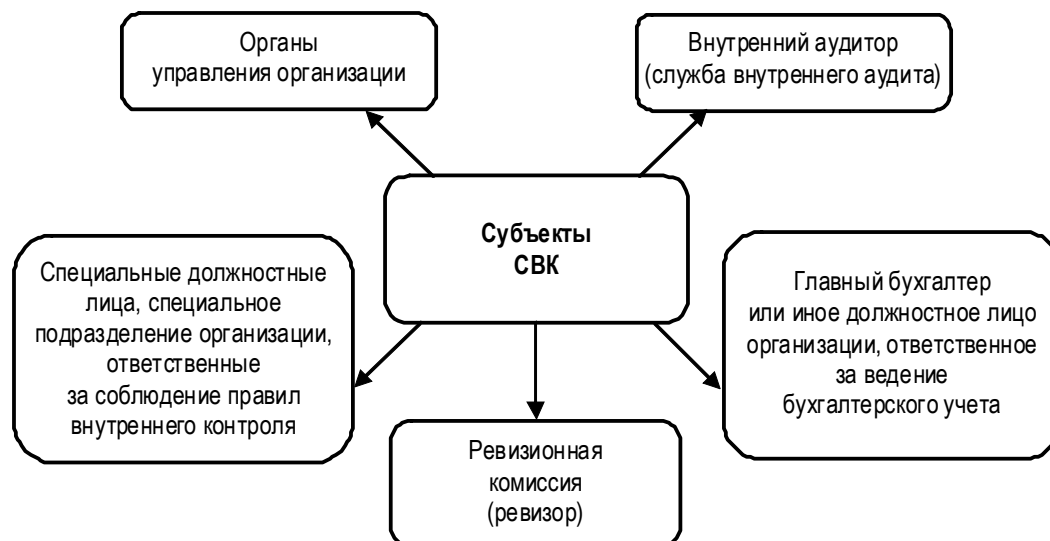 Органы
управления организации
Внутренний аудитор
(служба внутреннего аудита)
Субъекты
СВК
Специальные должностные
лица, специальное
подразделение организации,
ответственные
за соблюдение правил
внутреннего контроля
Главный бухгалтер
или иное должностное лицо
организации, ответственное
за ведение
бухгалтерского учета
Ревизионная
комиссия
(ревизор)